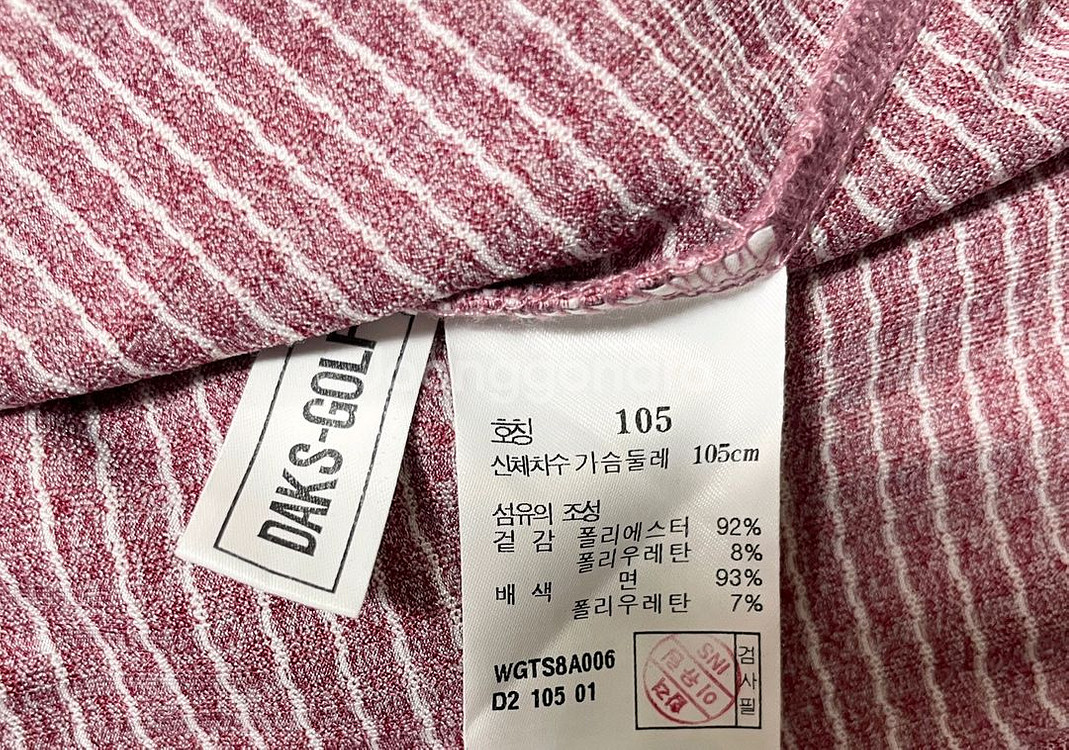 DAKS-GOLF
호칭 105
신체치수 가슴둘레 105cm
섬유의 조성
겉 감 폴리에스터 92%
폴리우레탄 8%
배 색 면 93%
폴리우레탄 7%
WGTS8A006
D2 105 01
검사필
INS